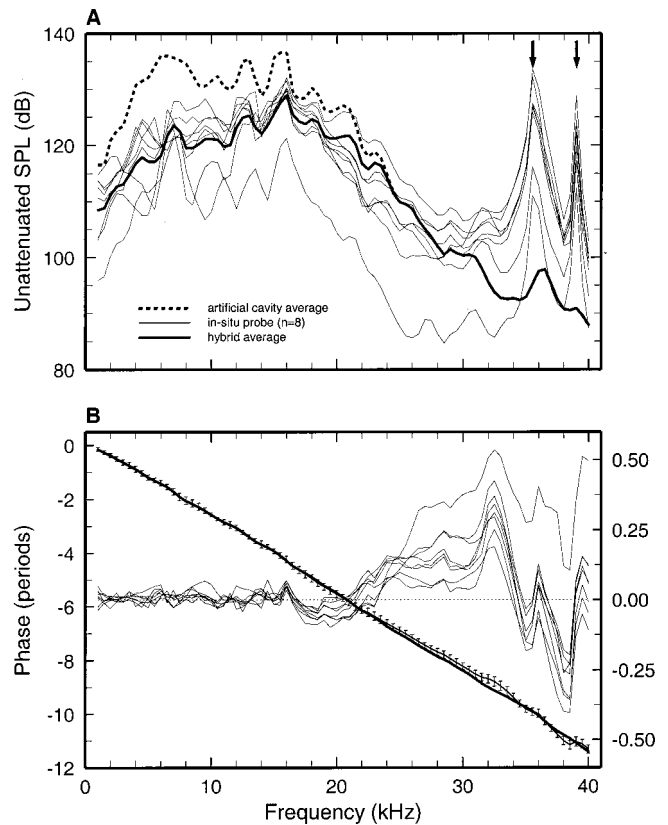 A
Unattenuated SPL (dB)
140
120
100
80
artificial cavity average
in-situ probe (n=8)
hybrid average
B
Phase (periods)
0
-2
-4
-6
-8
-10
-12
0.50
0.25
0.00
-0.25
-0.50
0
10
20
30
40
Frequency (kHz)